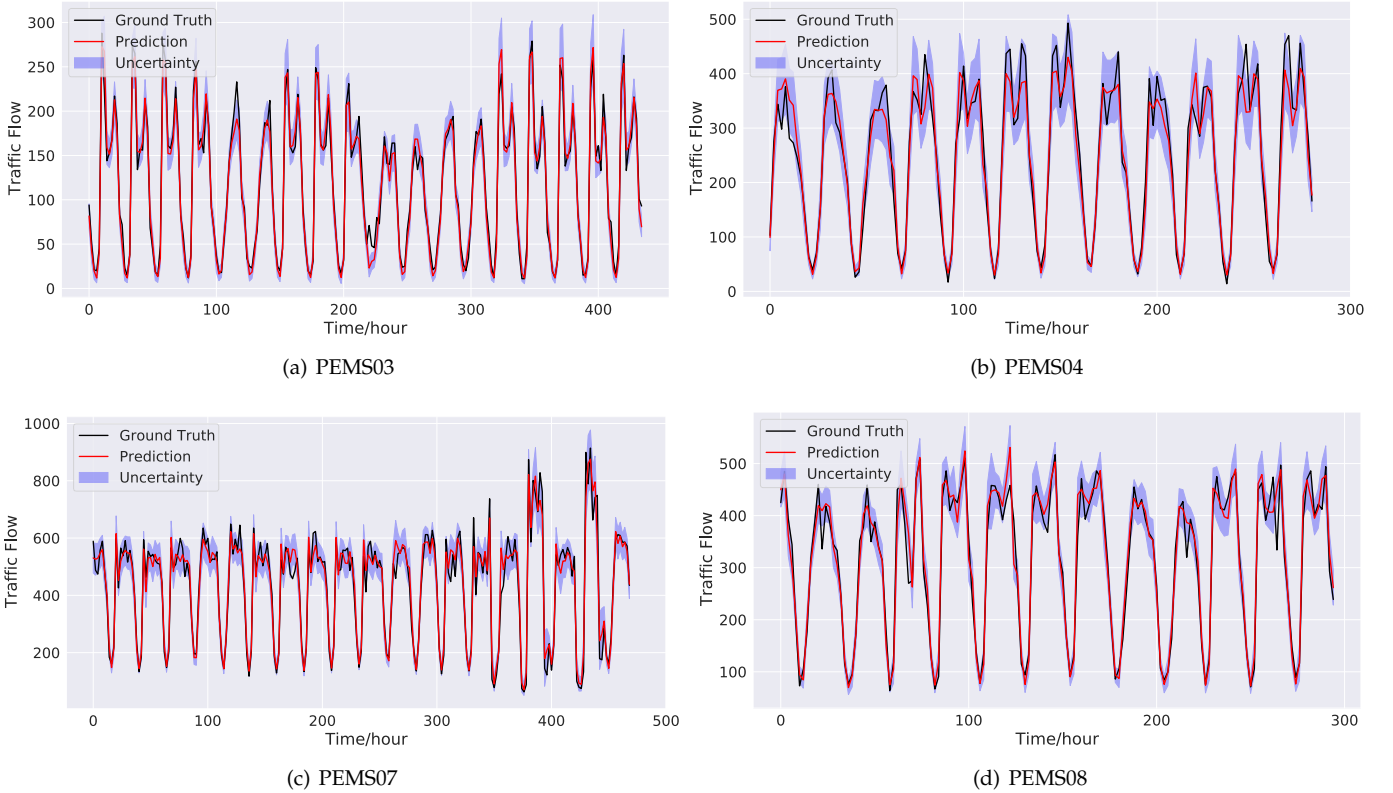 Ground Truth
Prediction
Uncertainty
Traffic Flow
300
250
200
150
100
50
0
0 100 200 300 400
Time/hour
(a) PEMS03
Ground Truth
Prediction
Uncertainty
Traffic Flow
500
400
300
200
100
0
0 100 200 300
Time/hour
(b) PEMS04
Ground Truth
Prediction
Uncertainty
Traffic Flow
1000
800
600
400
200
0 100 200 300 400 500
Time/hour
(c) PEMS07
Ground Truth
Prediction
Uncertainty
Traffic Flow
500
400
300
200
100
0 100 200 300
Time/hour
(d) PEMS08